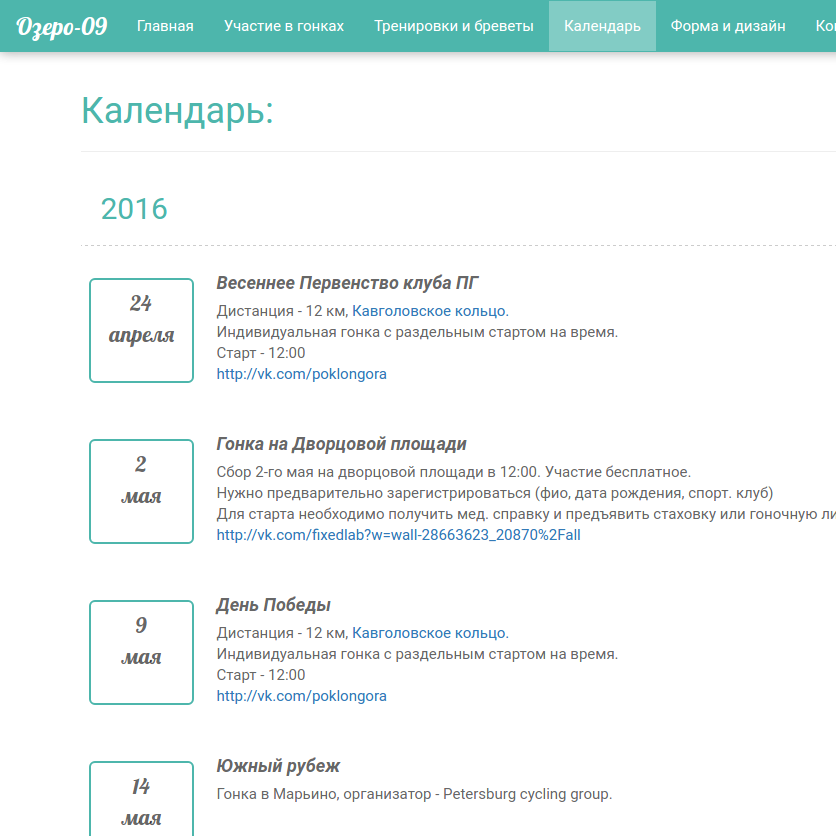 Озеро-09 Главная Участие в гонках Тренировки и бреветы Календарь Форма и дизайн
Календарь:
2016
24
апреля
Весеннее Первенство клуба ПГ
Дистанция - 12 км, Кавголовское кольцо.
Индивидуальная гонка с раздельным стартом на время.
Старт - 12:00
http://vk.com/poklongora
2
мая
Гонка на Дворцовой площади
Сбор 2-го мая на дворцовой площади в 12:00. Участие бесплатное.
Нужно предварительно зарегистрироваться (фио, дата рождения, спорт. клуб)
Для старта необходимо получить мед. справку и предъявить стаховку или гоночную
http://vk.com/fixedlab?w=wall-28663623_20870%2Fall
9
мая
День Победы
Дистанция - 12 км, Кавголовское кольцо.
Индивидуальная гонка с раздельным стартом на время.
Старт - 12:00
http://vk.com/poklongora
14
мая
Южный рубеж
Гонка в Марьино, организатор - Petersburg cycling group.